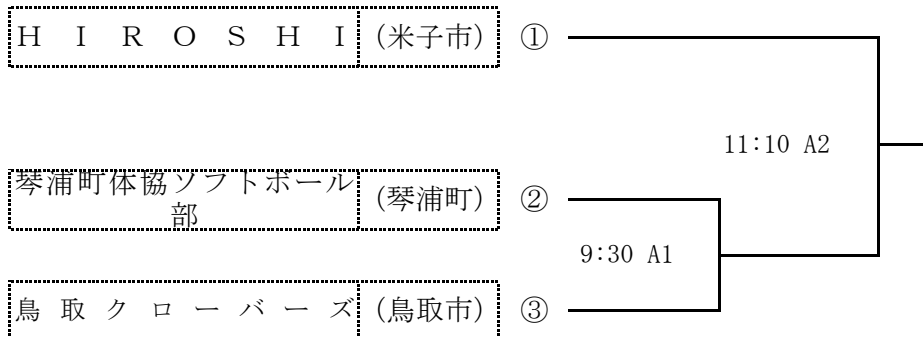 ＨＩＲＯＳＨＩ (米子市) ①
11:10 A2
琴浦町体協ソフトボール
部 (琴浦町) ②
9:30 A1
鳥取クローバーズ (鳥取市) ③